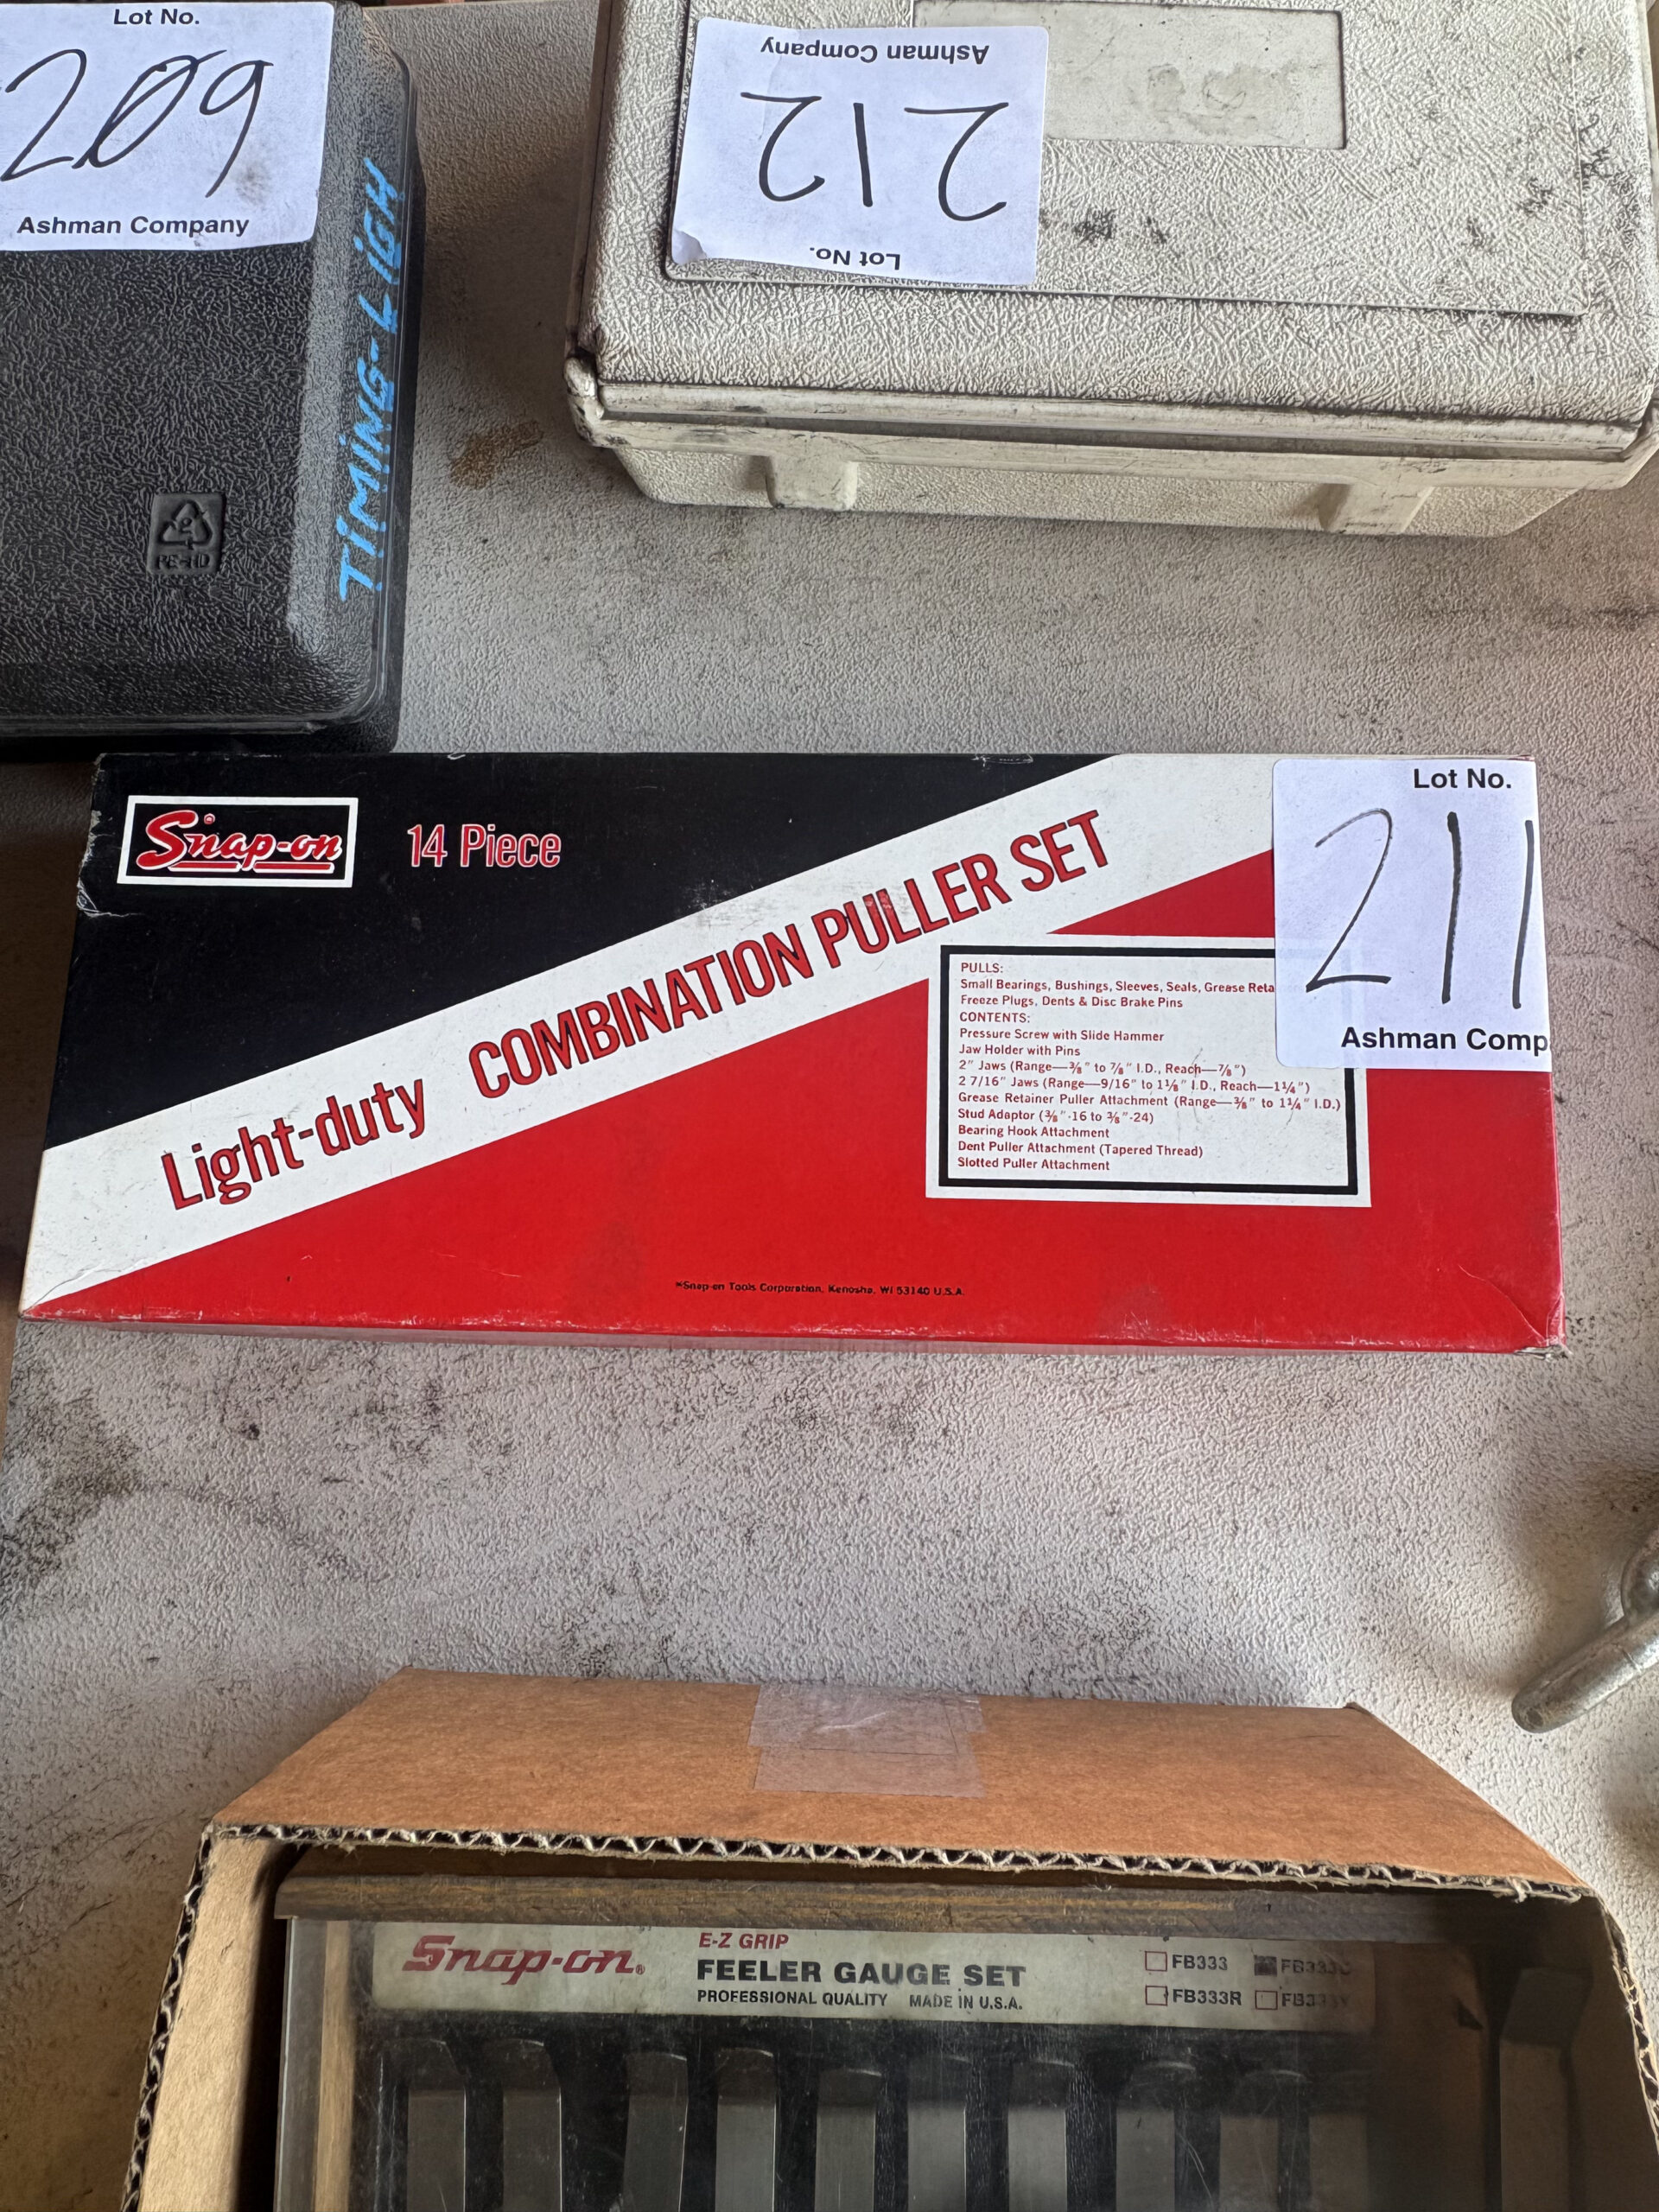 Lot No.
209
Ashman Company
TIMING-LIGH
PE-HD
Lot No.
212
Ashman Company
Snap-on
14 Piece
Light-duty COMBINATION PULLER SET
Lot No.
211
Ashman Comp
PULLS:
Small Bearings, Bushings, Sleeves, Seals, Grease Reta
Freeze Plugs, Dents & Disc Brake Pins
CONTENTS:
Pressure Screw with Slide Hammer
Jaw Holder with Pins
2" Jaws (Range—⅜" to ⅞" I.D., Reach—⅞")
2 7/16" Jaws (Range—9/16" to 1⅛" I.D., Reach—1¼")
Grease Retainer Puller Attachment (Range—⅜" to 1¼" I.D.)
Stud Adaptor (⅜"-16 to ⅜"-24)
Bearing Hook Attachment
Dent Puller Attachment (Tapered Thread)
Slotted Puller Attachment
Snap-on Tools Corporation, Kenosha, WI 53140 U.S.A.
Snap-on®
E-Z GRIP
FEELER GAUGE SET
PROFESSIONAL QUALITY MADE IN U.S.A.
FB333
FB333R